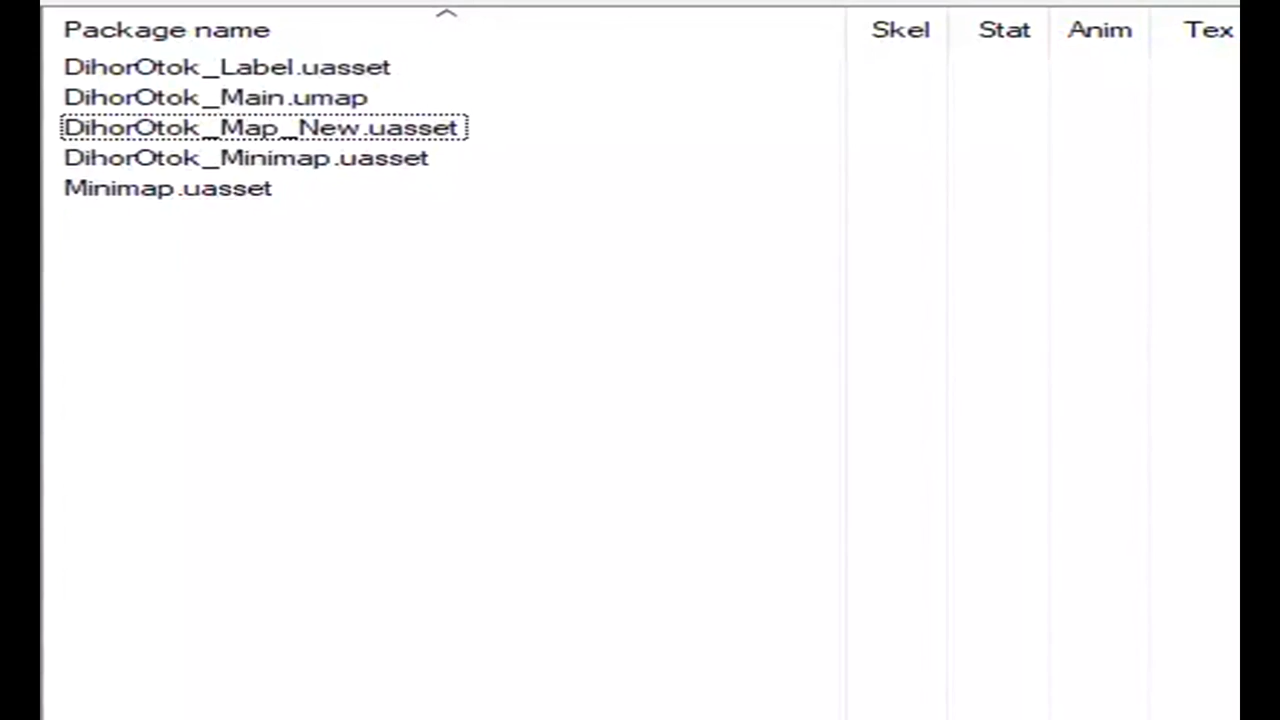 Package name Skel Stat Anim Tex
DihorOtok_Label.uasset
DihorOtok_Main.umap
DihorOtok_Map_New.uasset
DihorOtok_Minimap.uasset
Minimap.uasset